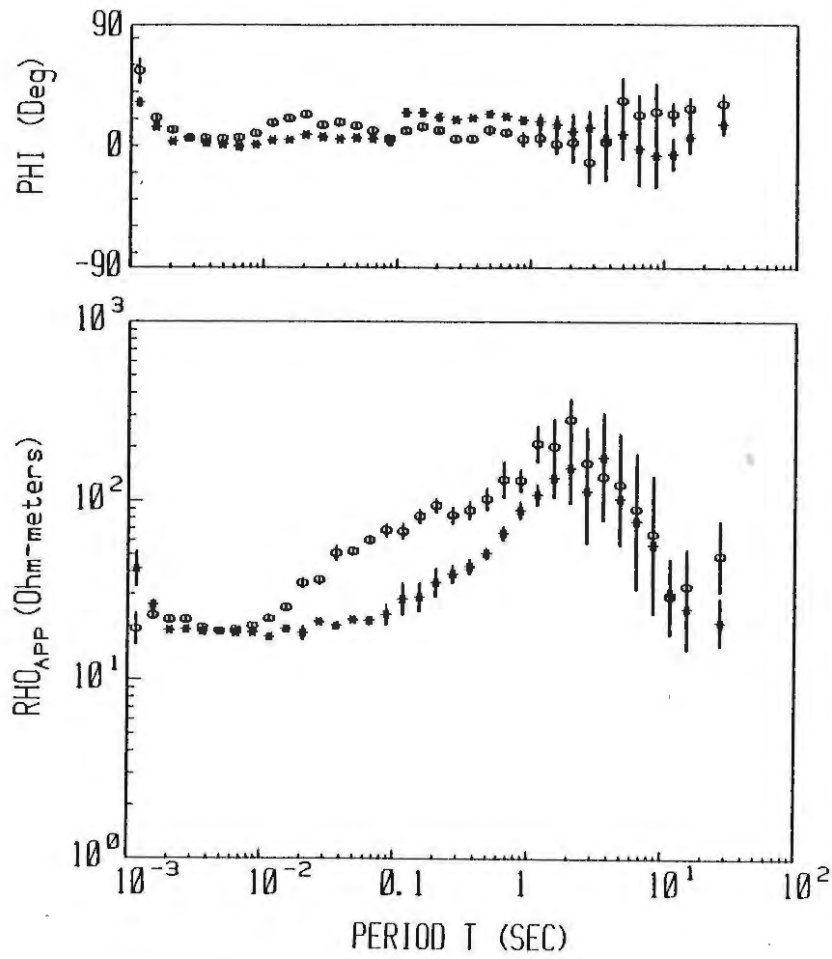 90
PHI (Deg)
0
-90
10³
RHO_APP (Ohm-meters)
10²
10¹
10⁰
10⁻³ 10⁻² 0.1 1 10¹ 10²
PERIOD T (SEC)